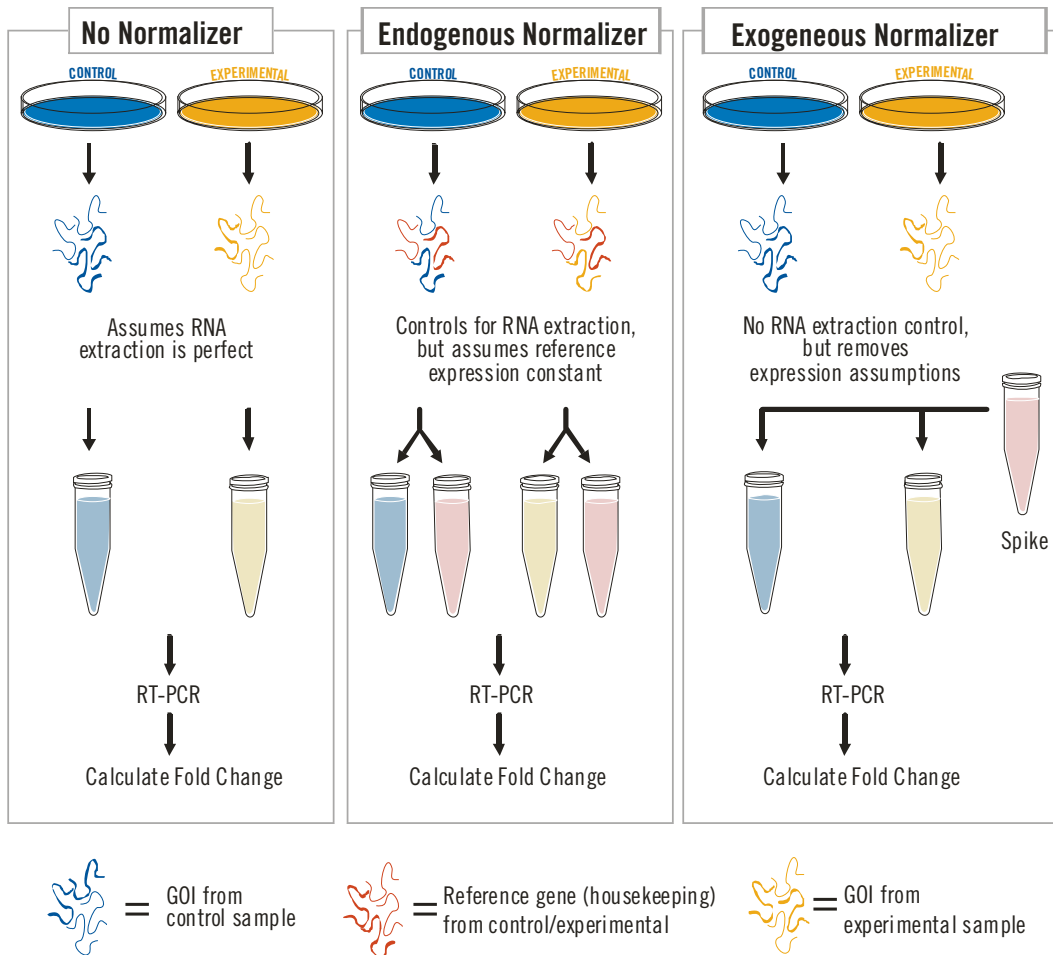 No Normalizer
CONTROL
EXPERIMENTAL
Assumes RNA
extraction is perfect
RT-PCR
Calculate Fold Change
Endogenous Normalizer
CONTROL
EXPERIMENTAL
Controls for RNA extraction,
but assumes reference
expression constant
RT-PCR
Calculate Fold Change
Exogeneous Normalizer
CONTROL
EXPERIMENTAL
No RNA extraction control,
but removes
expression assumptions
Spike
RT-PCR
Calculate Fold Change
= GOI from
control sample
= Reference gene (housekeeping)
from control/experimental
= GOI from
experimental sample